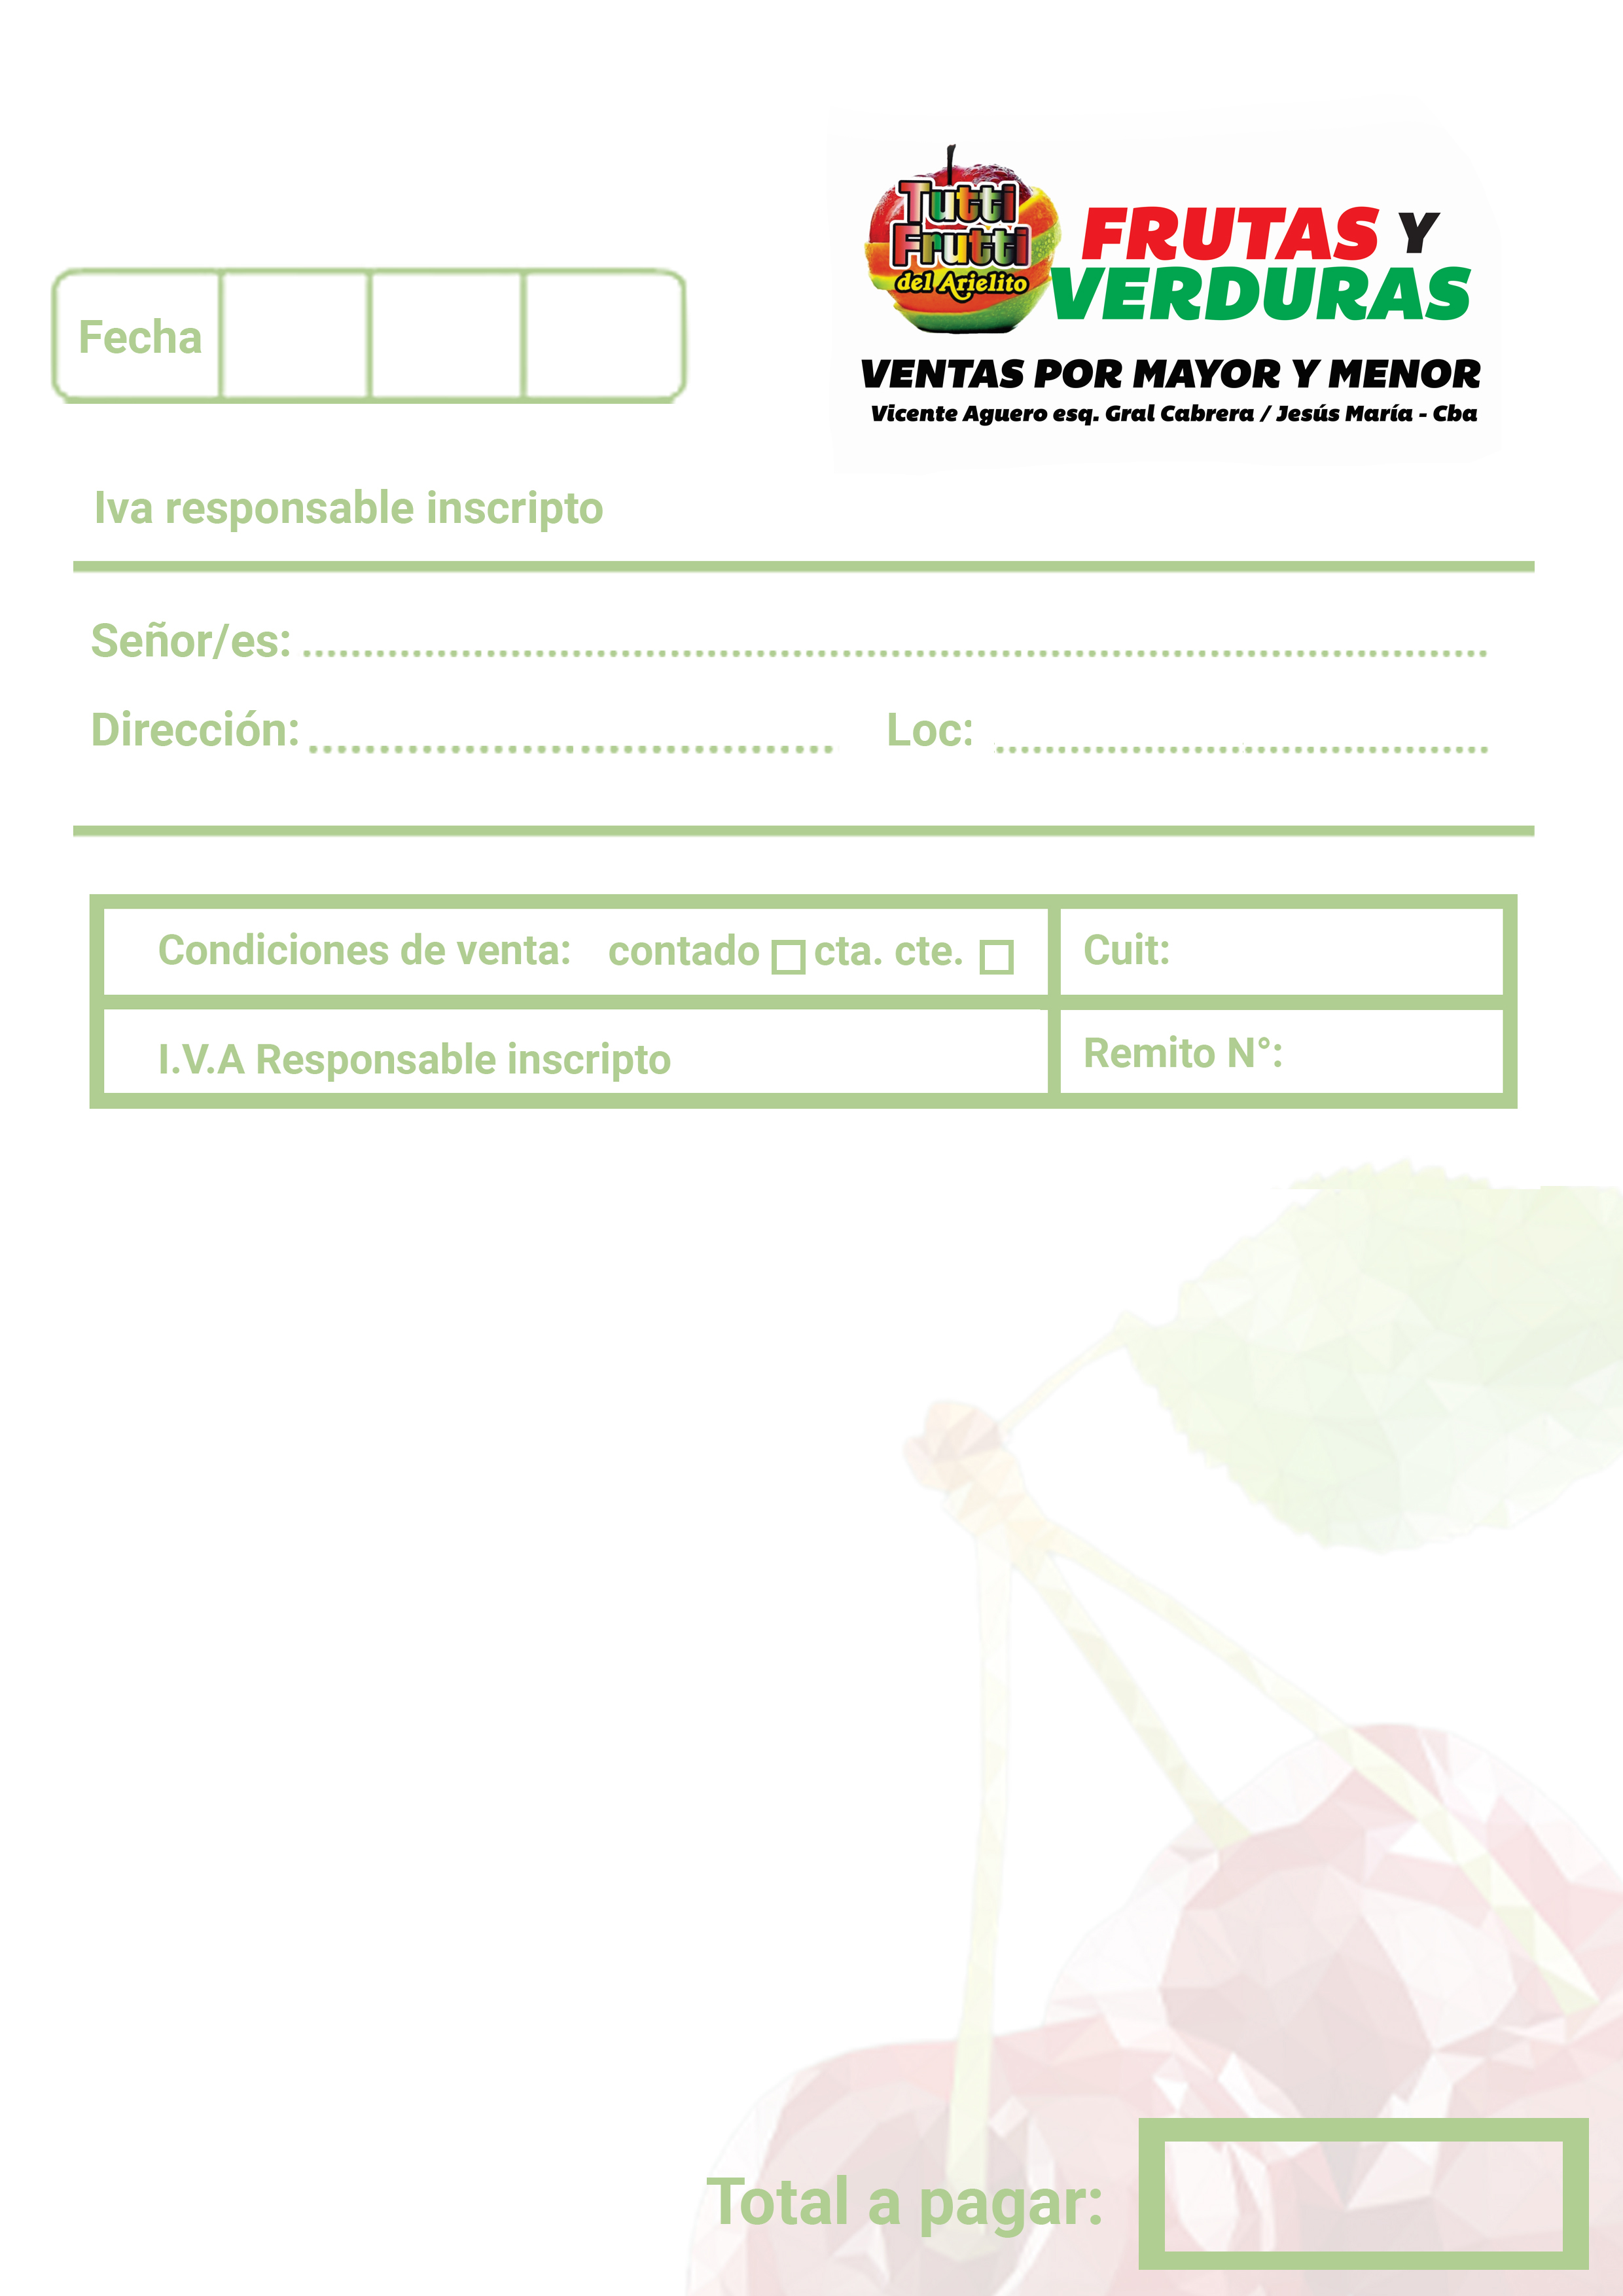 Tutti
Frutti
del Arielito
FRUTAS Y
VERDURAS
VENTAS POR MAYOR Y MENOR
Vicente Aguero esq. Gral Cabrera / Jesús María - Cba
Fecha
Iva responsable inscripto
Señor/es:
Dirección: Loc:
Condiciones de venta: contado cta. cte. Cuit:
I.V.A Responsable inscripto Remito N°:
Total a pagar: